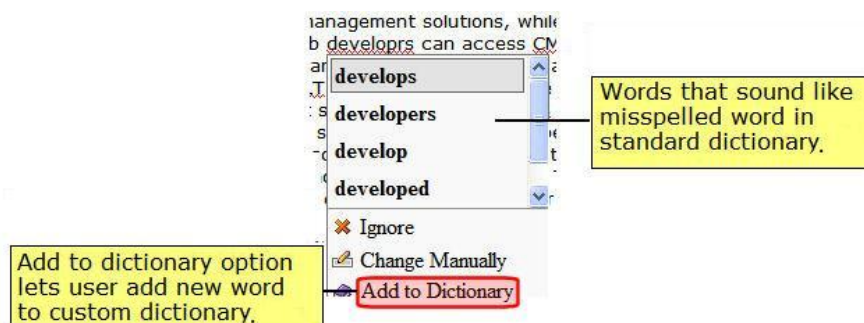 management solutions, while
b developrs can access CM
develops
developers
develop
developed
Ignore
Change Manually
Add to Dictionary
Words that sound like
misspelled word in
standard dictionary.
Add to dictionary option
lets user add new word
to custom dictionary.